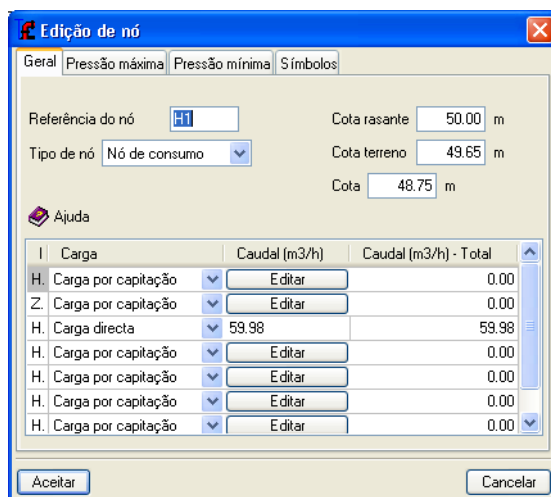 Edição de nó
Geral Pressão máxima Pressão mínima Símbolos
Referência do nó H1 Cota rasante 50.00 m
Tipo de nó Nó de consumo Cota terreno 49.65 m
Cota 48.75 m
Ajuda
I Carga Caudal (m3/h) Caudal (m3/h) - Total
H. Carga por capitação Editar 0.00
Z. Carga por capitação Editar 0.00
H. Carga directa 59.98 59.98
H. Carga por capitação Editar 0.00
H. Carga por capitação Editar 0.00
H. Carga por capitação Editar 0.00
H. Carga por capitação Editar 0.00
Aceitar Cancelar